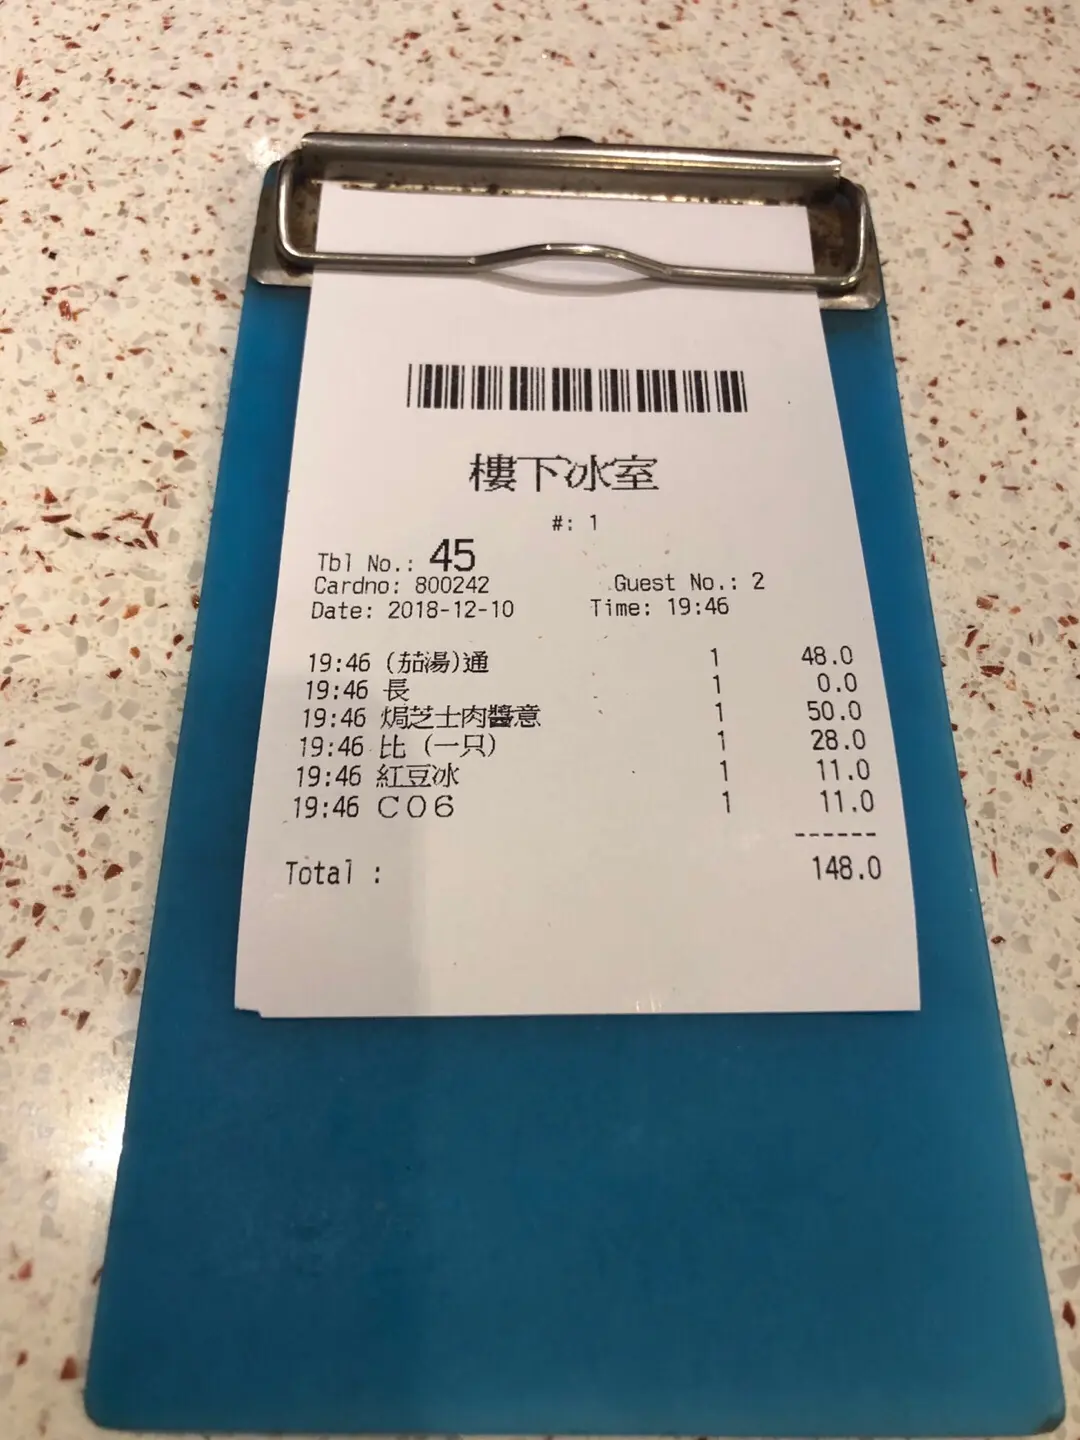 樓下冰室
#: 1
Tbl No.: 45
Cardno: 800242 Guest No.: 2
Date: 2018-12-10 Time: 19:46
19:46 (茄湯)通 1 48.0
19:46 長 1 0.0
19:46 焗芝士肉醬意 1 50.0
19:46 比 (一只) 1 28.0
19:46 紅豆冰 1 11.0
19:46 C06 1 11.0
------
Total : 148.0